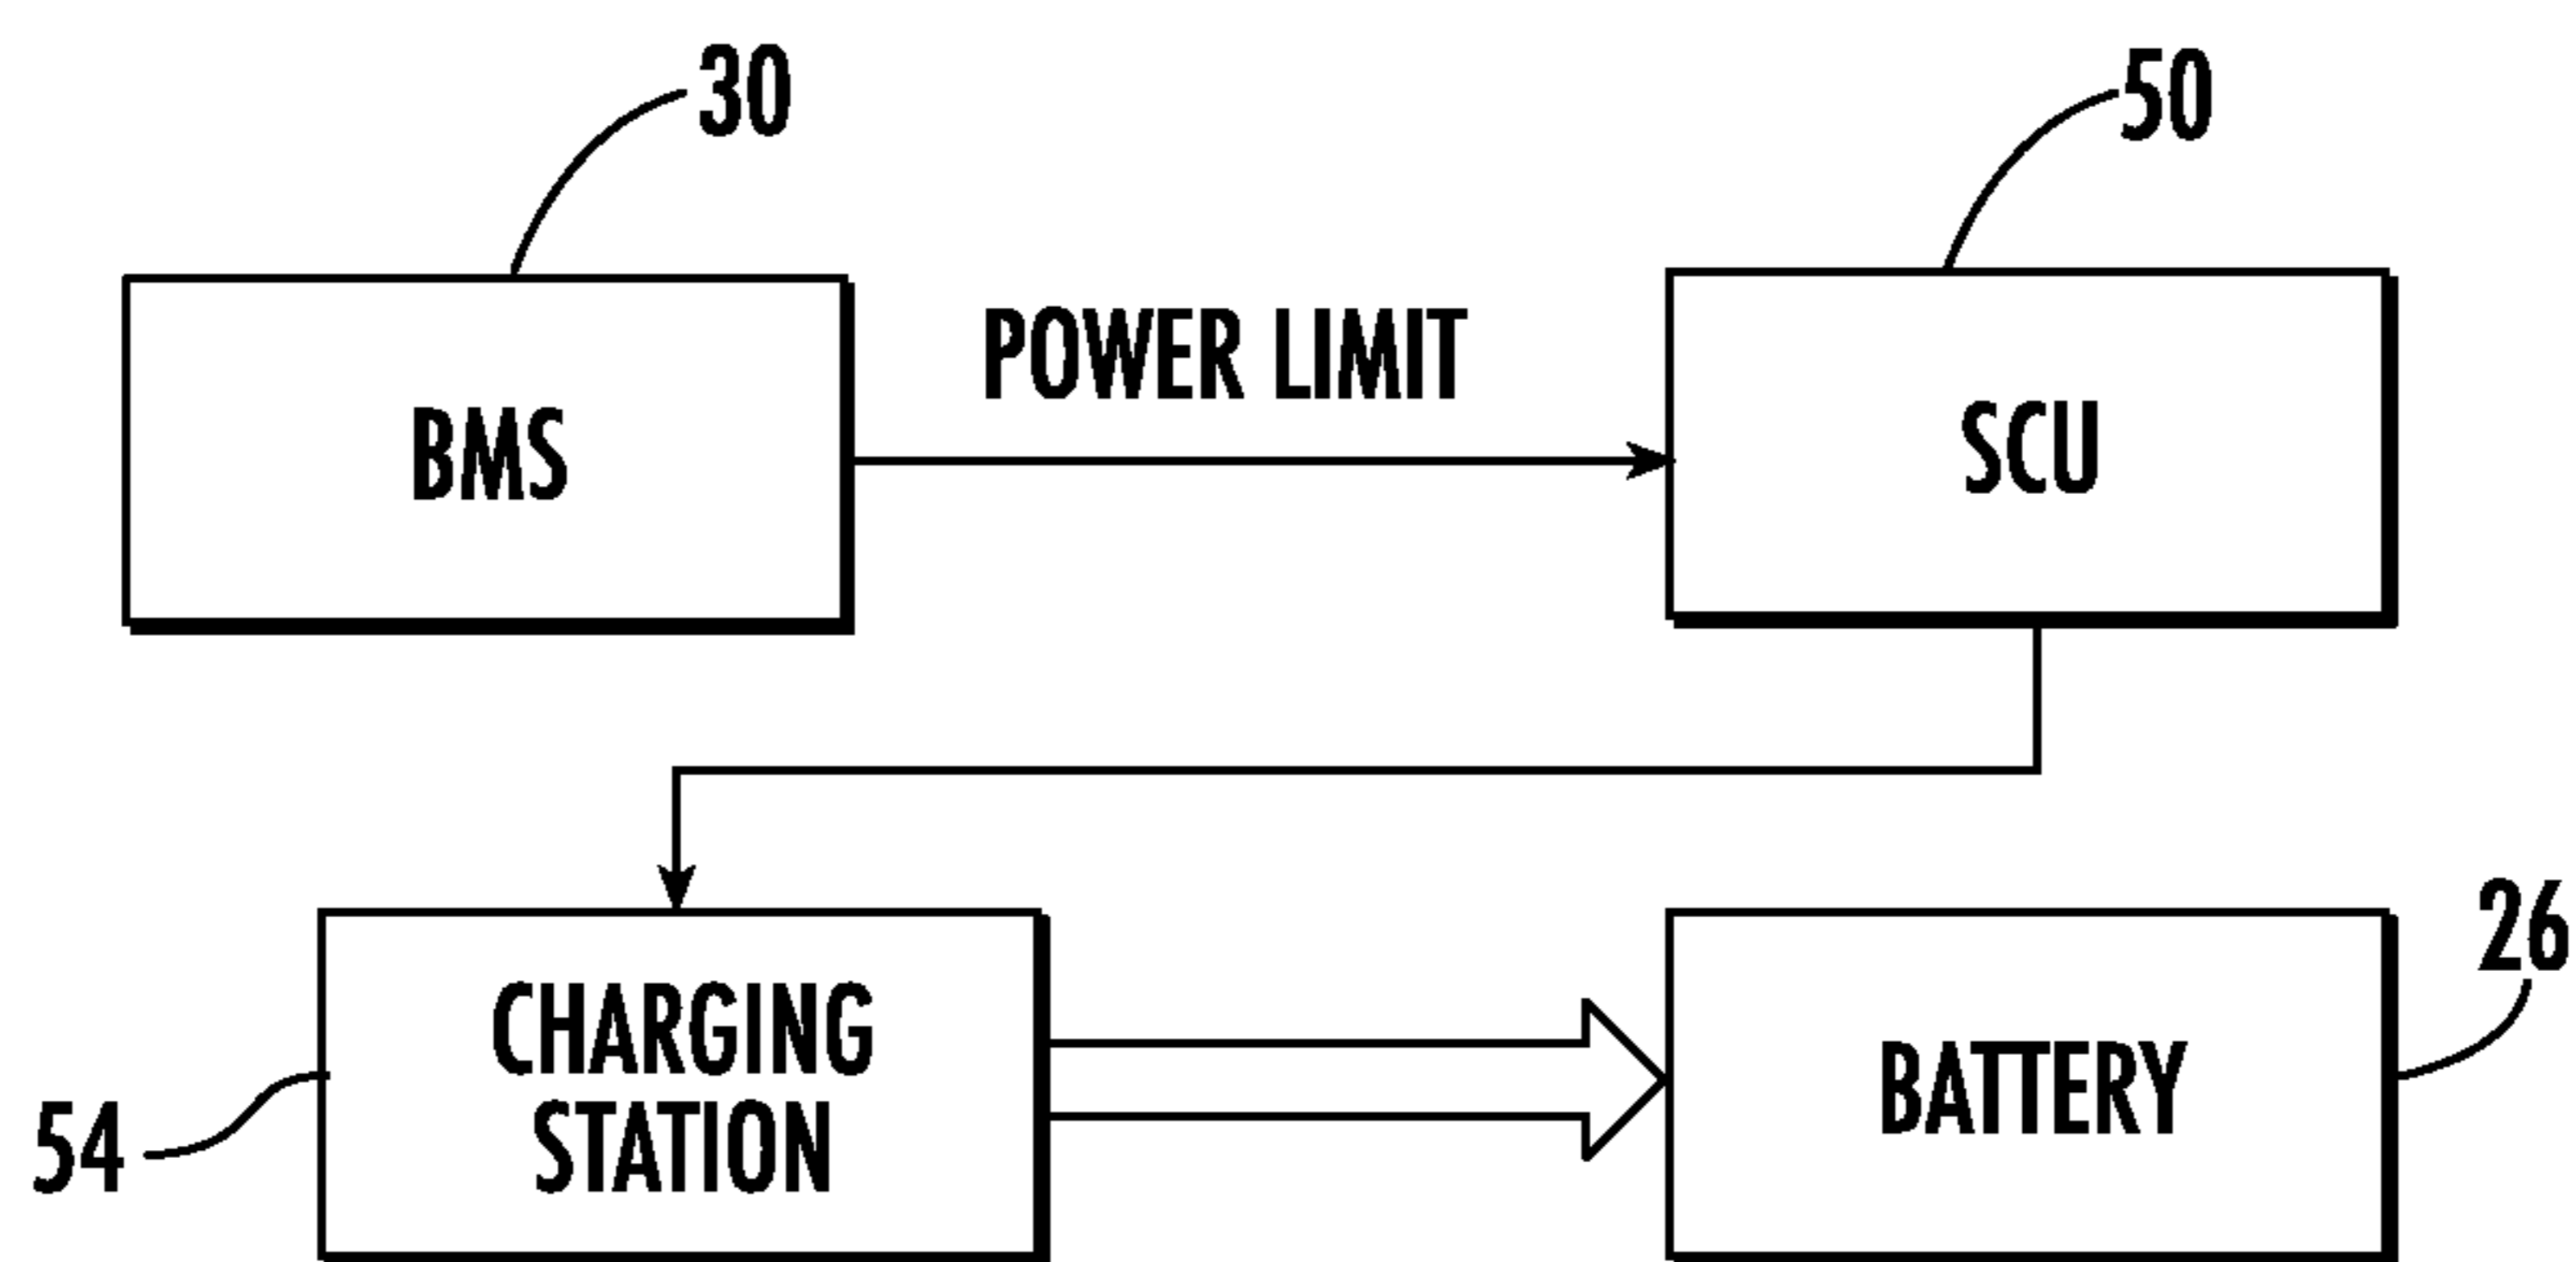 30
50
POWER LIMIT
BMS
SCU
26
CHARGING
STATION
BATTERY
54